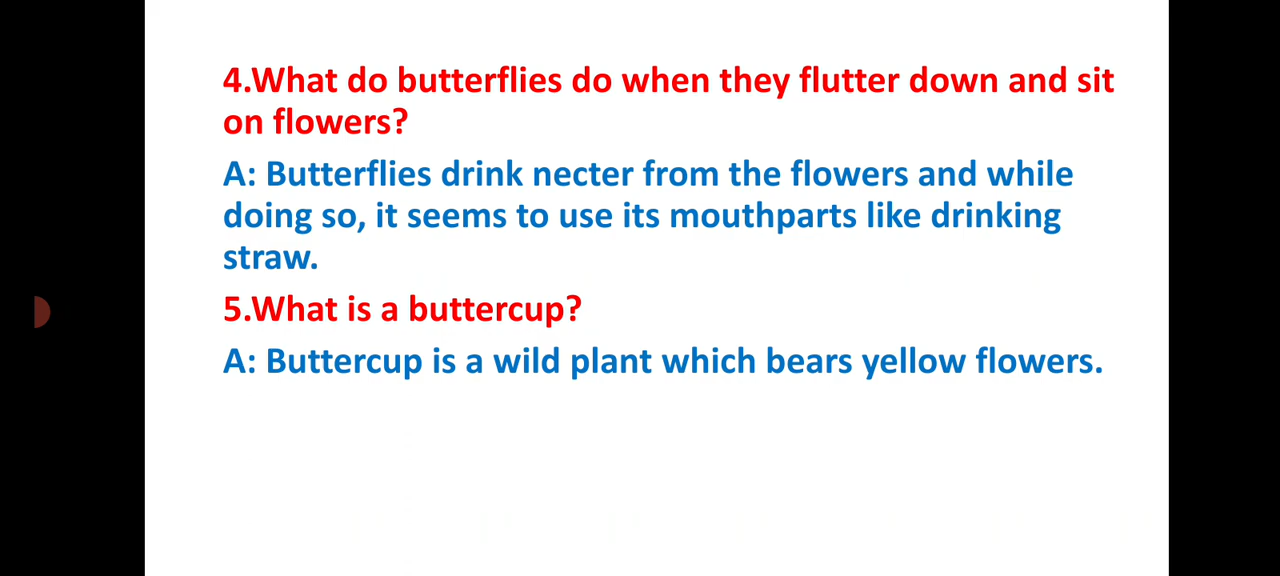 4.What do butterflies do when they flutter down and sit
on flowers?
A: Butterflies drink necter from the flowers and while
doing so, it seems to use its mouthparts like drinking
straw.
5.What is a buttercup?
A: Buttercup is a wild plant which bears yellow flowers.